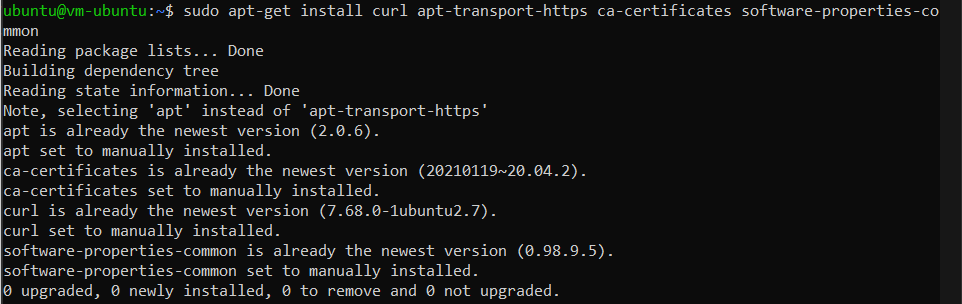 ubuntu@vm-ubuntu:~$ sudo apt-get install curl apt-transport-https ca-certificates software-properties-co
mmon
Reading package lists... Done
Building dependency tree
Reading state information... Done
Note, selecting 'apt' instead of 'apt-transport-https'
apt is already the newest version (2.0.6).
apt set to manually installed.
ca-certificates is already the newest version (20210119~20.04.2).
ca-certificates set to manually installed.
curl is already the newest version (7.68.0-1ubuntu2.7).
curl set to manually installed.
software-properties-common is already the newest version (0.98.9.5).
software-properties-common set to manually installed.
0 upgraded, 0 newly installed, 0 to remove and 0 not upgraded.